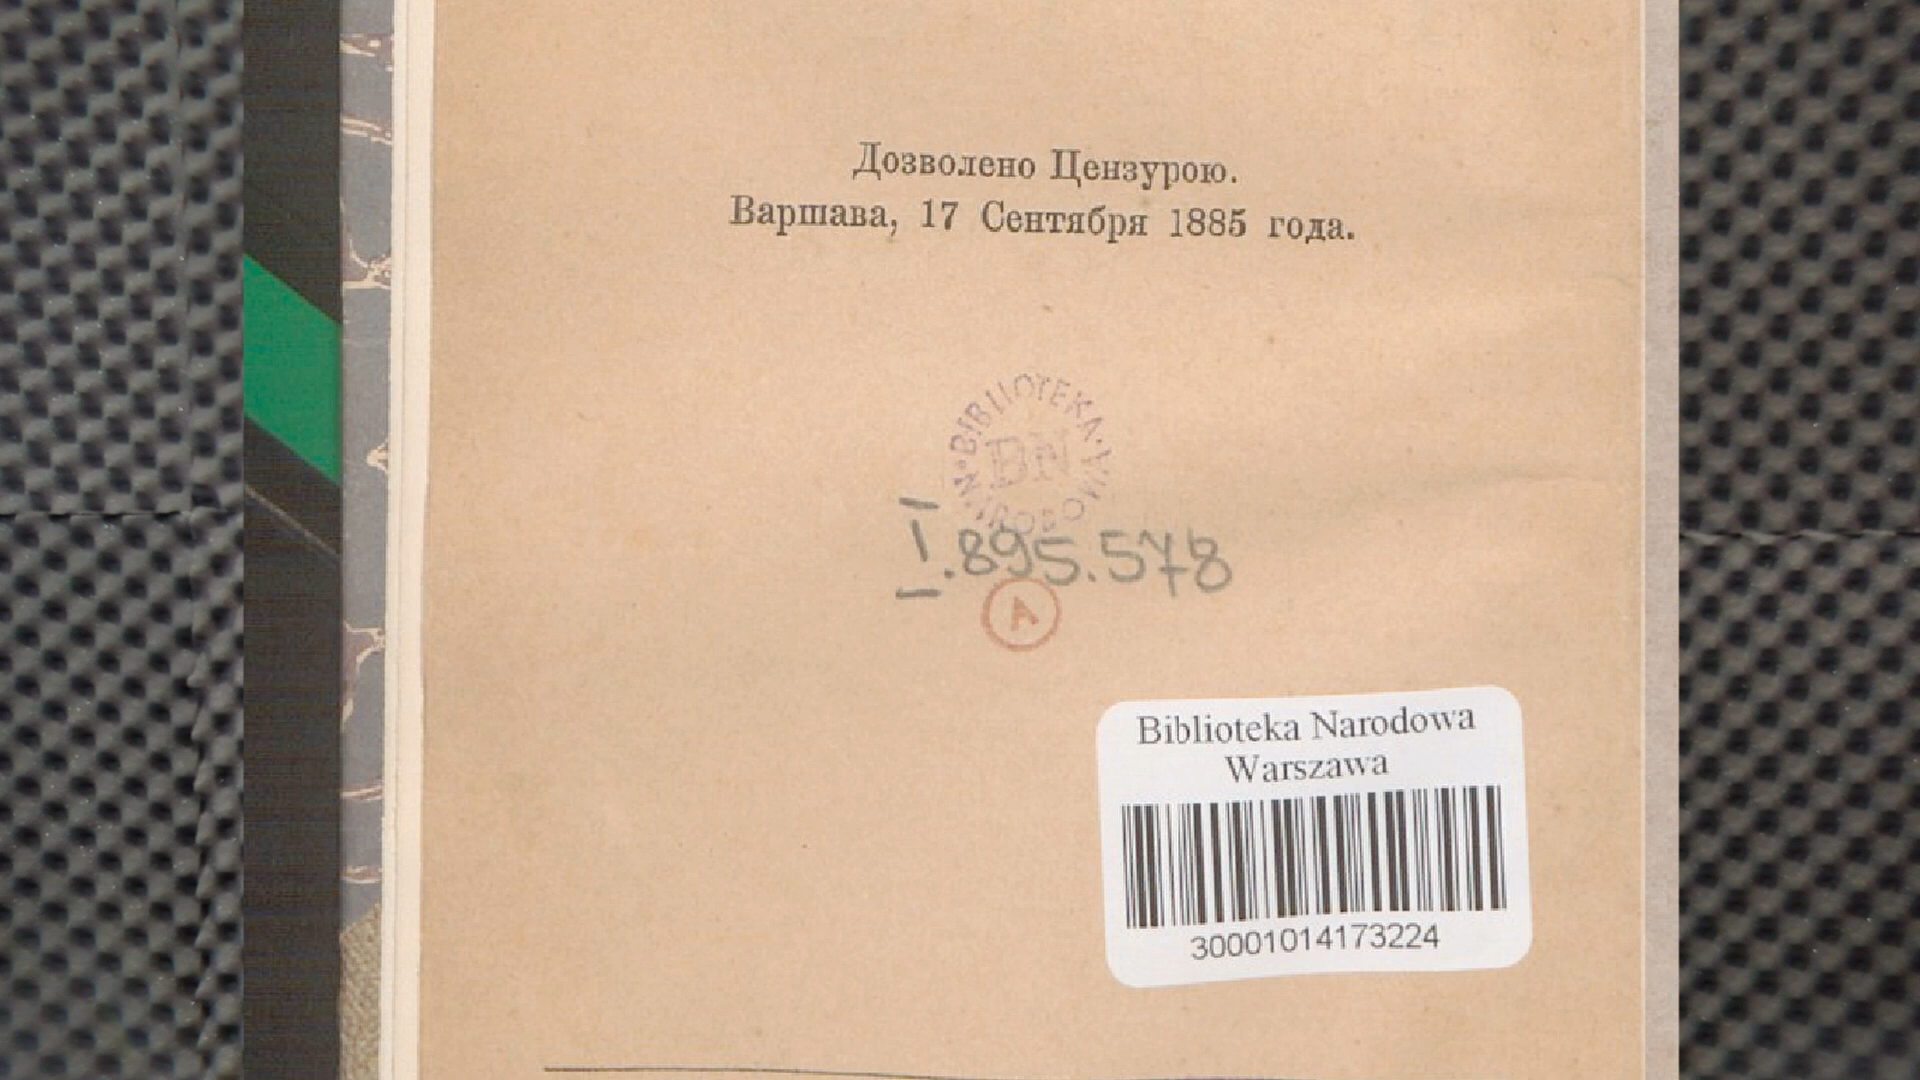 Дозволено Цензурою.
Варшава, 17 Сентября 1885 года.
BIBLIOTEKA NARODOWA
BN
I.895.578
A
Biblioteka Narodowa
Warszawa
30001014173224